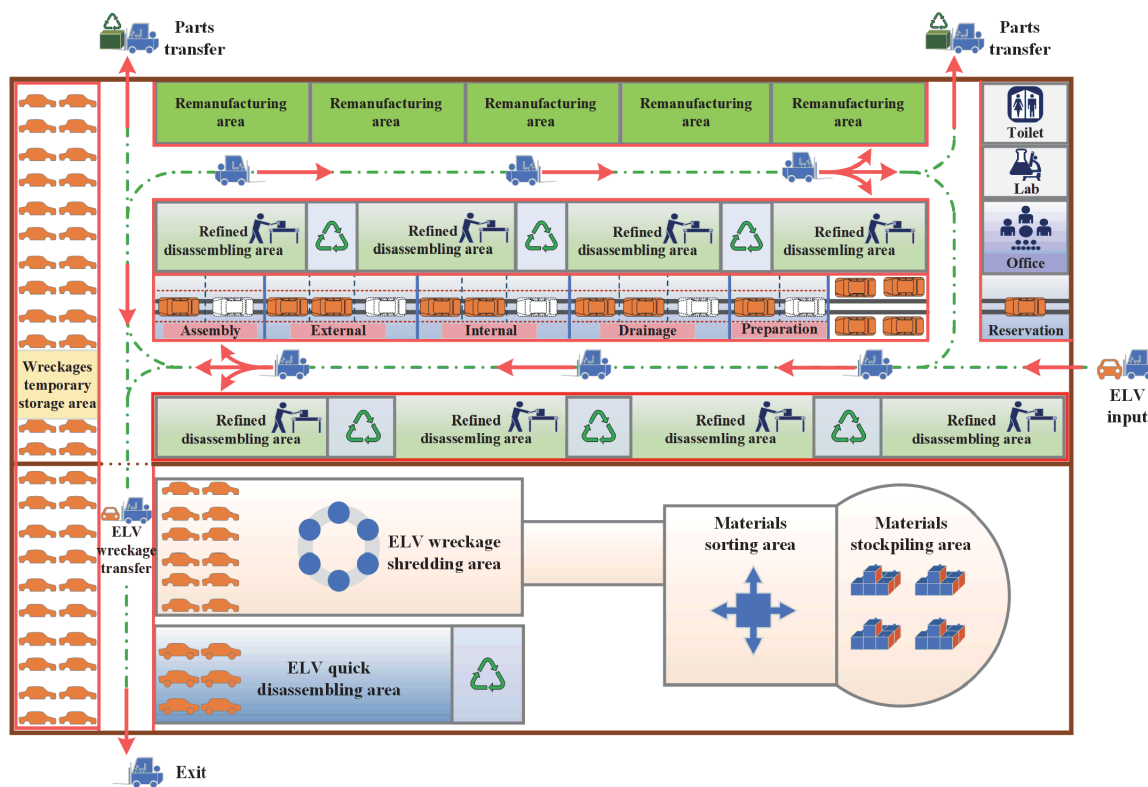 Parts
transfer
Parts
transfer
Remanufacturing
area
Remanufacturing
area
Remanufacturing
area
Remanufacturing
area
Remanufacturing
area
Toilet
Lab
Office
Reservation
Refined
disassembling area
Refined
disassembling area
Refined
disassembling area
Refined
disassemling area
Assembly
External
Internal
Drainage
Preparation
Wreckages
temporary
storage area
ELV
input
Refined
disassembling area
Refined
disassemling area
Refined
disassemling area
Refined
disassembling area
ELV
wreckage
transfer
ELV wreckage
shredding area
Materials
sorting area
Materials
stockpiling area
ELV quick
disassembling area
Exit